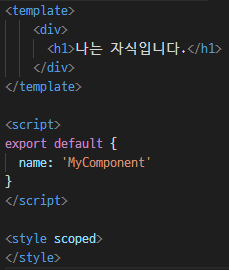 <template>
    <div>
      <h1>나는 자식입니다.</h1>
    </div>
</template>

<script>
export default {
  name: 'MyComponent'
}
</script>

<style scoped>
</style>